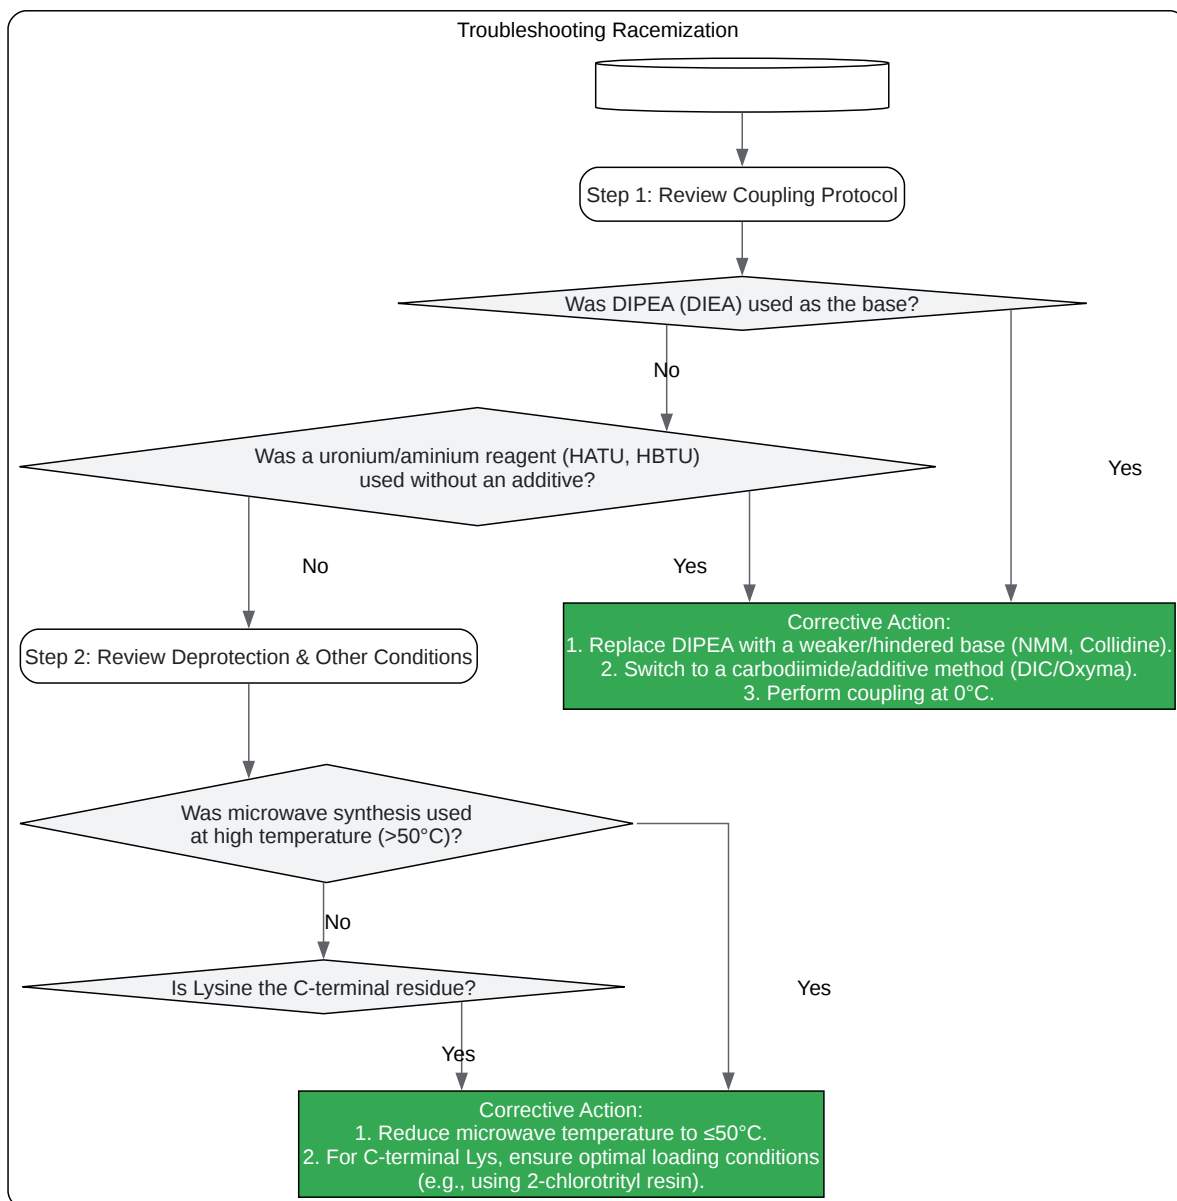 Troubleshooting Racemization
Step 1: Review Coupling Protocol
Was DIPEA (DIEA) used as the base?
No
Yes
Was a uronium/aminium reagent (HATU, HBTU)
used without an additive?
No
Yes
Corrective Action:
1. Replace DIPEA with a weaker/hindered base (NMM, Collidine).
2. Switch to a carbodiimide/additive method (DIC/Oxyma).
3. Perform coupling at 0°C.
Step 2: Review Deprotection & Other Conditions
Was microwave synthesis used
at high temperature (>50°C)?
No
Yes
Is Lysine the C-terminal residue?
Yes
Corrective Action:
1. Reduce microwave temperature to ≤50°C.
2. For C-terminal Lys, ensure optimal loading conditions
(e.g., using 2-chlorotrityl resin).